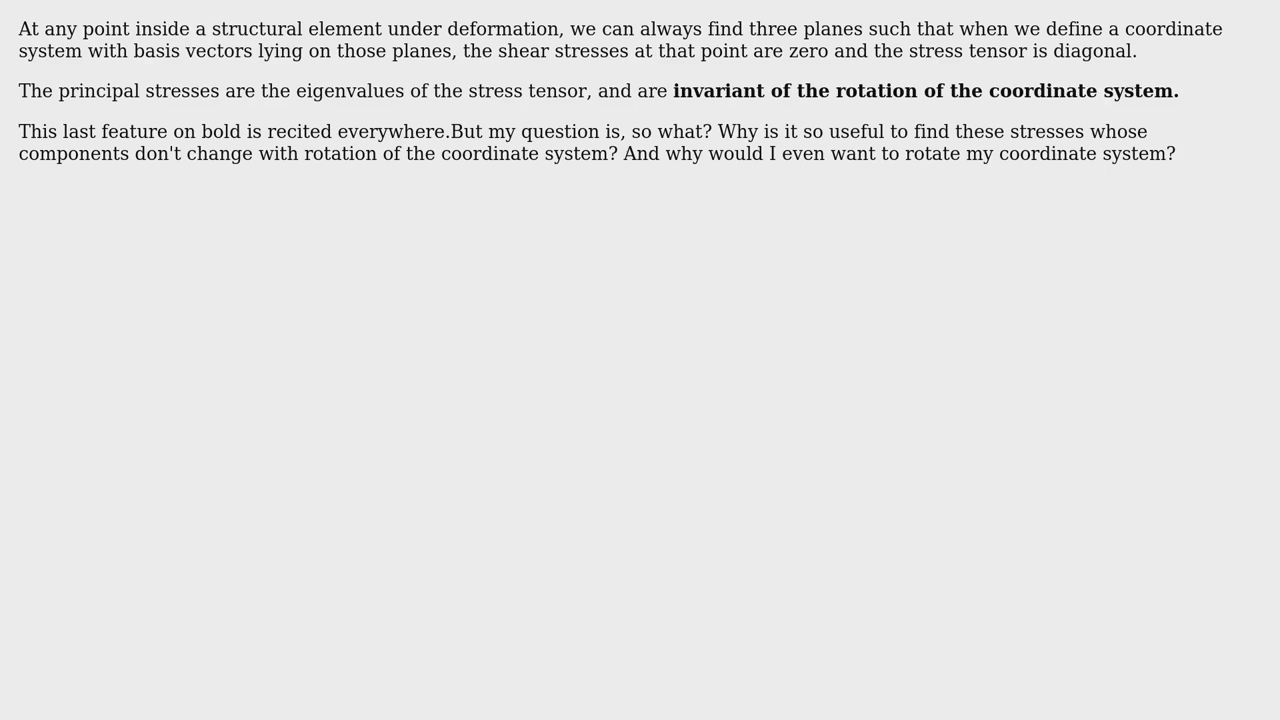 At any point inside a structural element under deformation, we can always find three planes such that when we define a coordinate
system with basis vectors lying on those planes, the shear stresses at that point are zero and the stress tensor is diagonal.
The principal stresses are the eigenvalues of the stress tensor, and are invariant of the rotation of the coordinate system.
This last feature on bold is recited everywhere.But my question is, so what? Why is it so useful to find these stresses whose
components don't change with rotation of the coordinate system? And why would I even want to rotate my coordinate system?